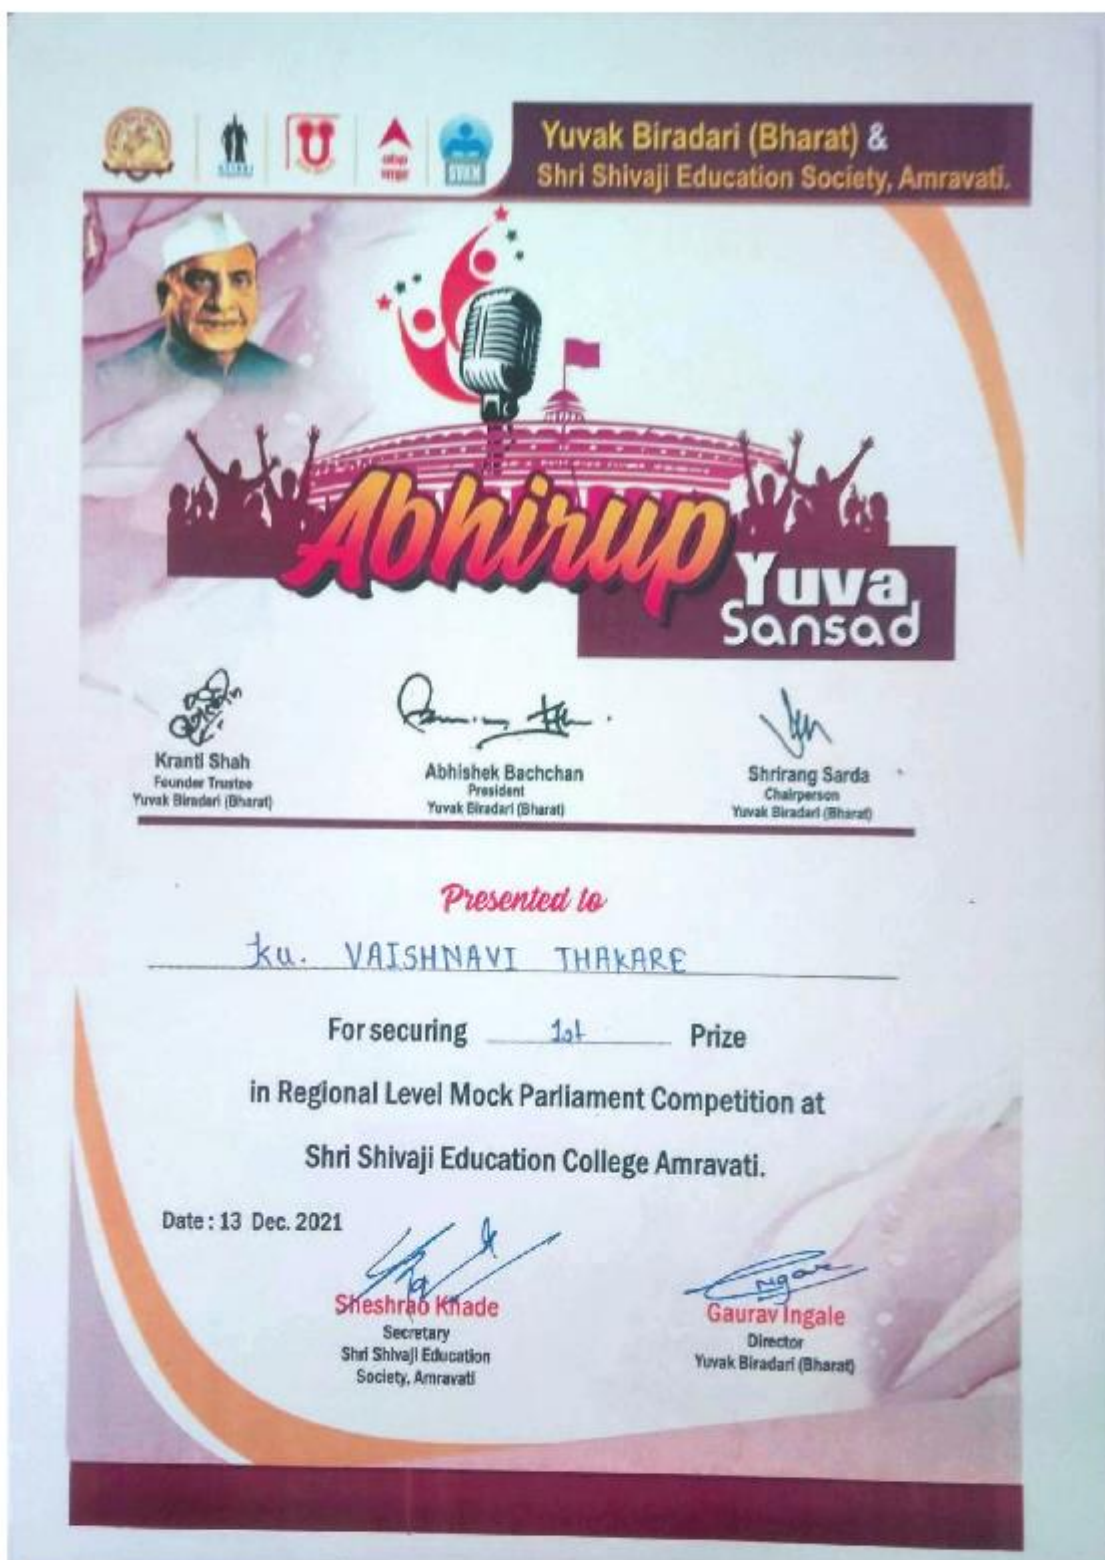 Yuvak Biradari (Bharat) &
Shri Shivaji Education Society, Amravati.
Abhirup
Yuva
Sansad
Kranti Shah
Founder Trustee
Yuvak Biradari (Bharat)
Abhishek Bachchan
President
Yuvak Biradari (Bharat)
Shrirang Sarda
Chairperson
Yuvak Biradari (Bharat)
Presented to
Ku. VAISHNAVI THAKARE
For securing 1st Prize
in Regional Level Mock Parliament Competition at
Shri Shivaji Education College Amravati.
Date : 13 Dec. 2021
Sheshrao Khade
Secretary
Shri Shivaji Education
Society, Amravati
Gaurav Ingale
Director
Yuvak Biradari (Bharat)